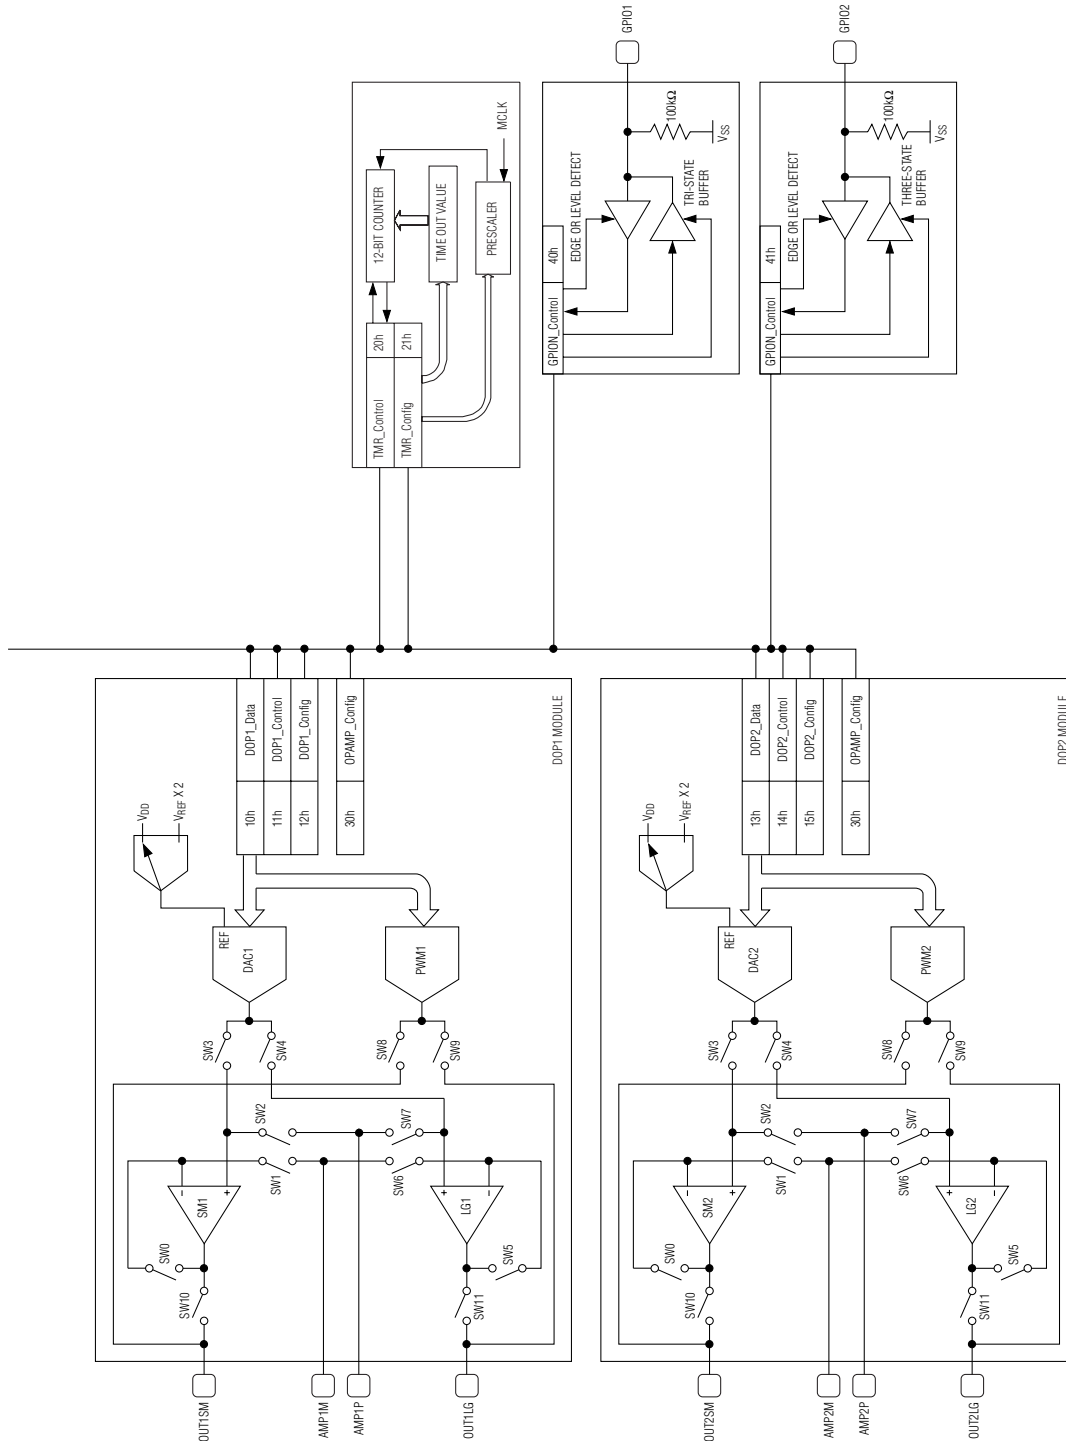 GPIO1
GPIO2
MCLK
12-BIT COUNTER
TIME OUT VALUE
PRESCALER
TMR_Control
20h
TMR_Config
21h
100kΩ
VSS
EDGE OR LEVEL DETECT
TRI-STATE
BUFFER
GPION_Control
40h
100kΩ
VSS
EDGE OR LEVEL DETECT
THREE-STATE
BUFFER
GPION_Control
41h
DOP1 MODULE
10h
DOP1_Data
11h
DOP1_Control
12h
DOP1_Config
30h
OPAMP_Config
VDD
VREF X 2
REF
DAC1
PWM1
SW3
SW4
SW8
SW9
SW2
SW7
SW1
SW6
SM1
-
+
LG1
+
-
SW0
SW5
SW10
SW11
OUT1SM
AMP1M
AMP1P
OUT1LG
DOP2 MODULE
13h
DOP2_Data
14h
DOP2_Control
15h
DOP2_Config
30h
OPAMP_Config
VDD
VREF X 2
REF
DAC2
PWM2
SW3
SW4
SW8
SW9
SW2
SW7
SW1
SW6
SM2
-
+
LG2
+
-
SW0
SW5
SW10
SW11
OUT2SM
AMP2M
AMP2P
OUT2LG